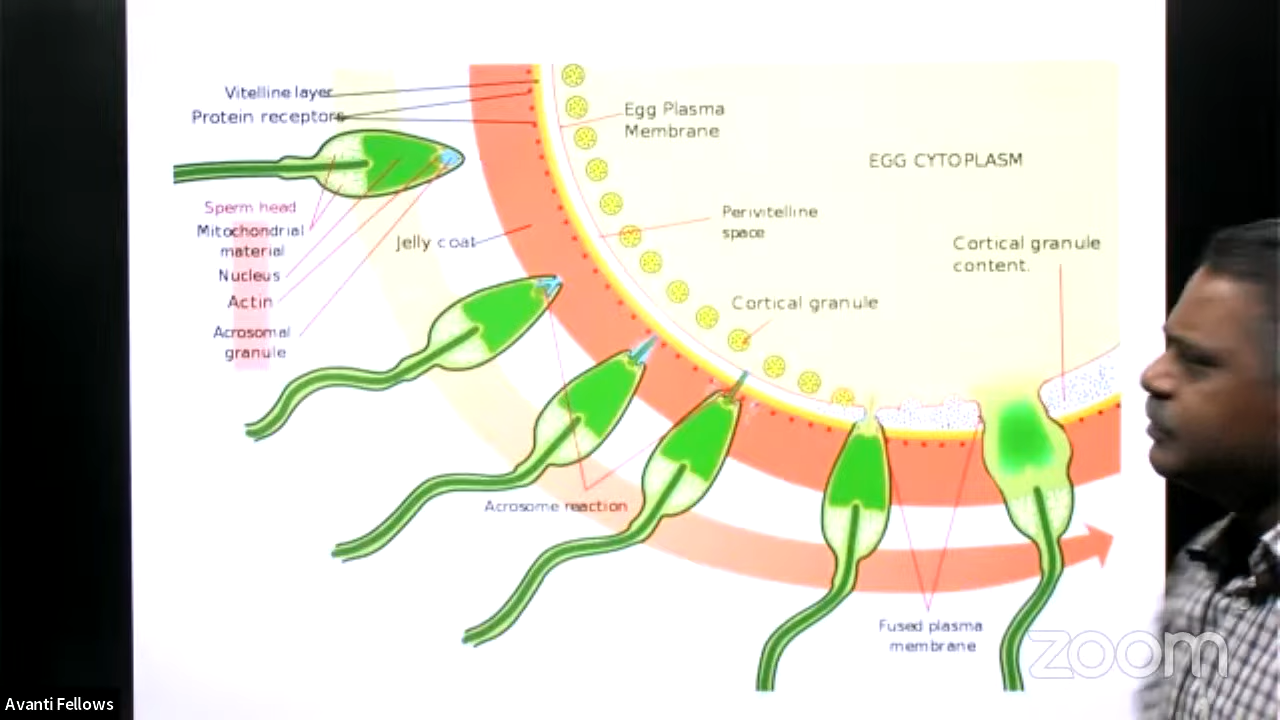 Vitelline layer
Protein receptors
Egg Plasma
Membrane
EGG CYTOPLASM
Sperm head
Mitochondrial
material
Nucleus
Actin
Acrosomal
granule
Jelly coat
Perivitelline
space
Cortical granule
content.
Cortical granule
Acrosome reaction
Fused plasma
membrane
zoom
Avanti Fellows